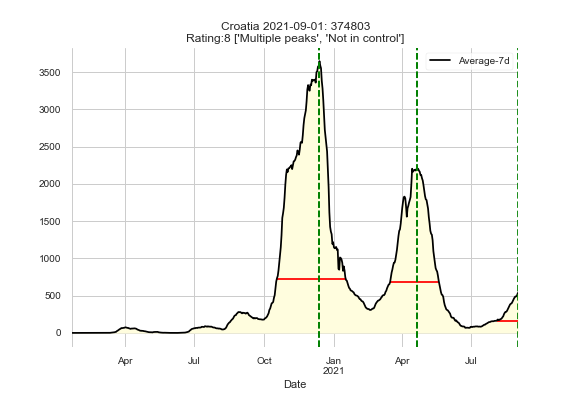 Croatia 2021-09-01: 374803
Rating:8 ['Multiple peaks', 'Not in control']
Average-7d
3500
3000
2500
2000
1500
1000
500
0
Apr Jul Oct Jan Apr Jul
2021
Date